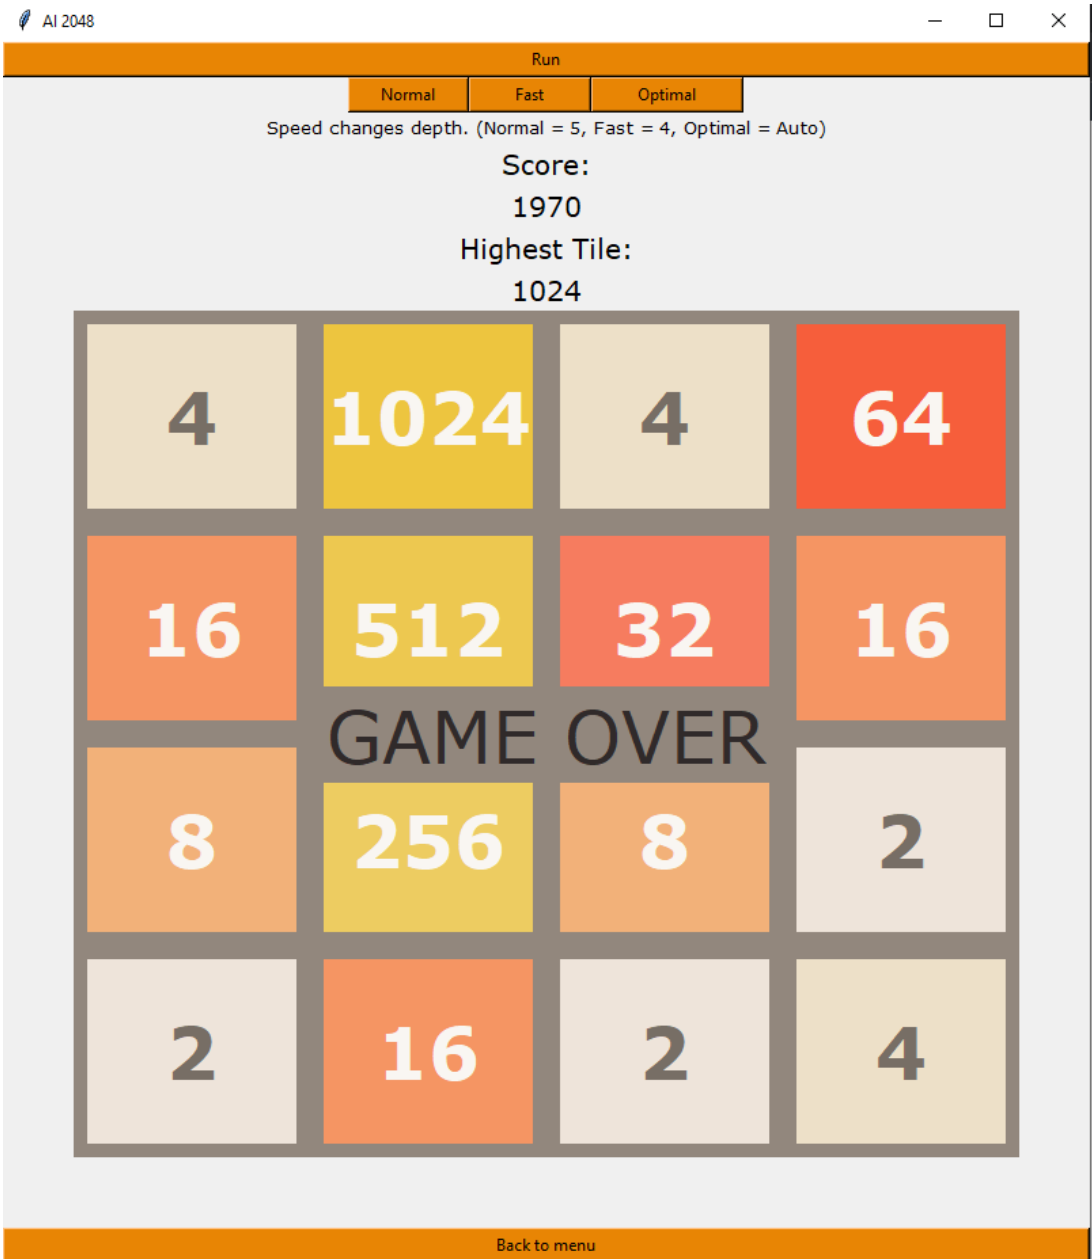 AI 2048
Run
Normal Fast Optimal
Speed changes depth. (Normal = 5, Fast = 4, Optimal = Auto)
Score:
1970
Highest Tile:
1024
4 1024 4 64
16 512 32 16
GAME OVER
8 256 8 2
2 16 2 4
Back to menu